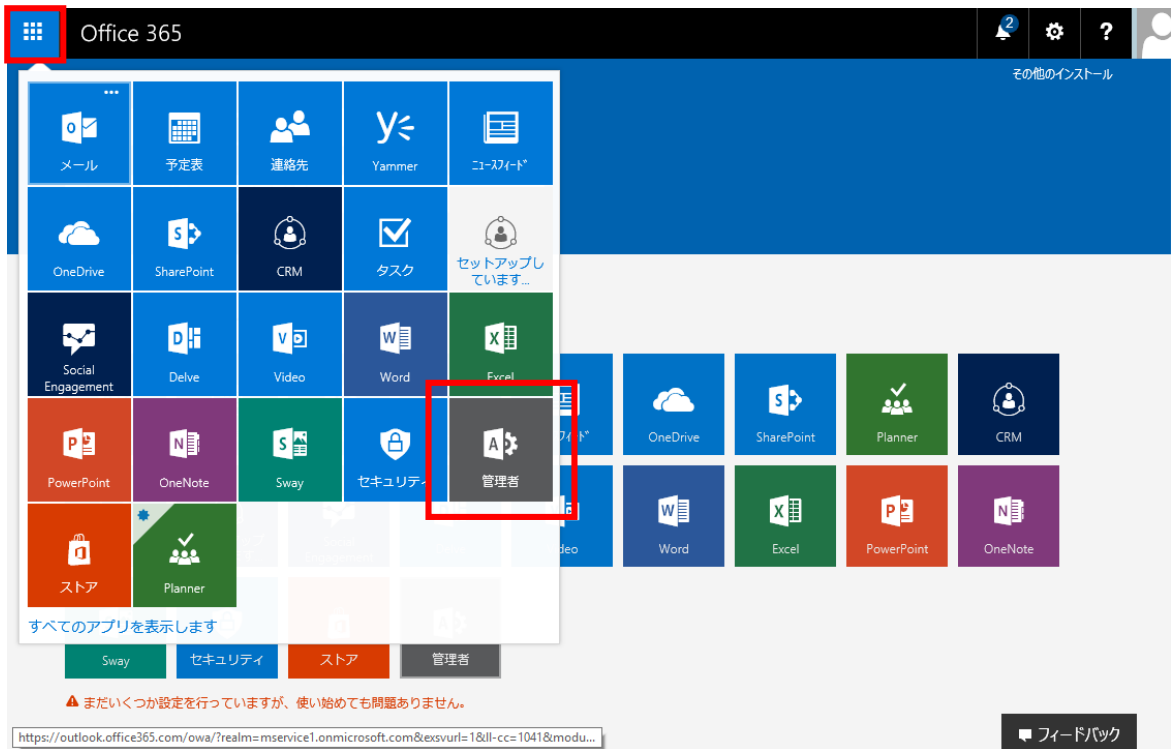 Office 365
2
?
その他のインストール
メール
予定表
連絡先
Yammer
ニュースフィード
OneDrive
SharePoint
CRM
タスク
セットアップし
ています...
Social
Engagement
Delve
Video
Word
Excel
PowerPoint
OneNote
Sway
セキュリティ
管理者
ストア
Planner
すべてのアプリを表示します
OneDrive
SharePoint
Planner
CRM
Word
Excel
PowerPoint
OneNote
Sway
セキュリティ
ストア
管理者
まだいくつか設定を行っていますが、使い始めても問題ありません。
https://outlook.office365.com/owa/?realm=mservice1.onmicrosoft.com&exsvurl=1&ll-cc=1041&modu...
フィードバック